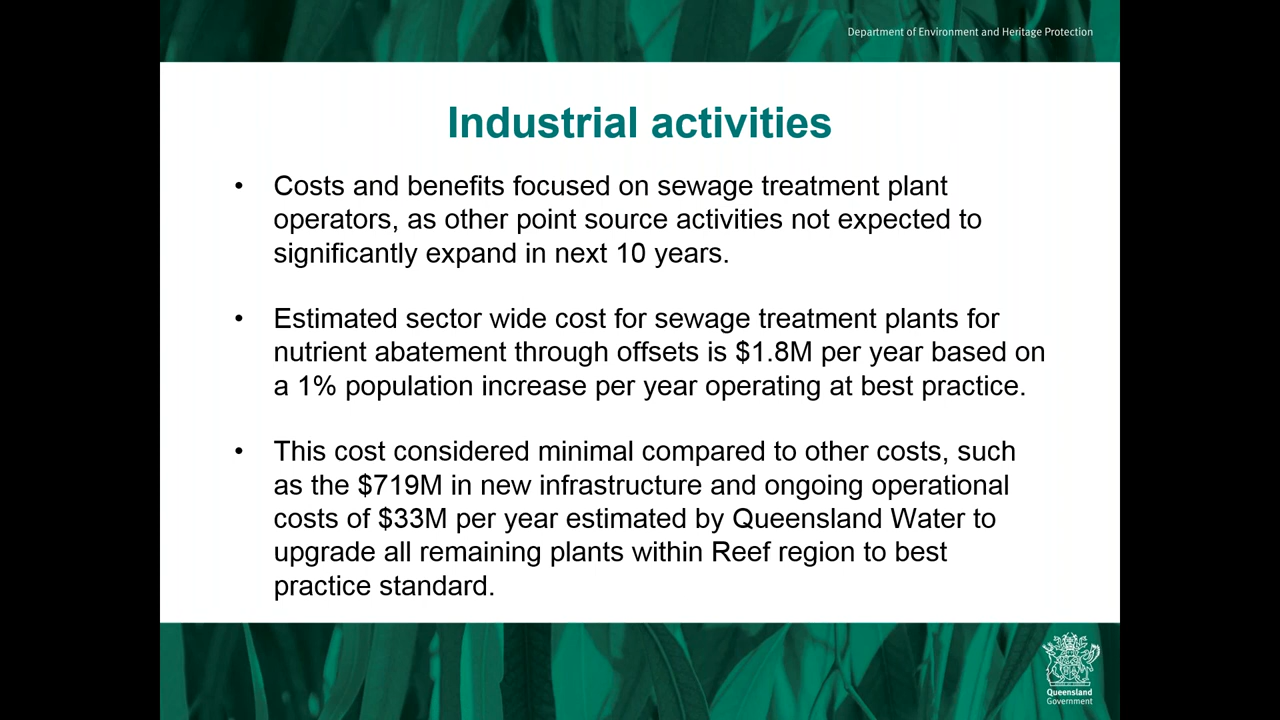 Department of Environment and Heritage Protection
Industrial activities
• Costs and benefits focused on sewage treatment plant
operators, as other point source activities not expected to
significantly expand in next 10 years.
• Estimated sector wide cost for sewage treatment plants for
nutrient abatement through offsets is $1.8M per year based on
a 1% population increase per year operating at best practice.
• This cost considered minimal compared to other costs, such
as the $719M in new infrastructure and ongoing operational
costs of $33M per year estimated by Queensland Water to
upgrade all remaining plants within Reef region to best
practice standard.
Queensland
Government